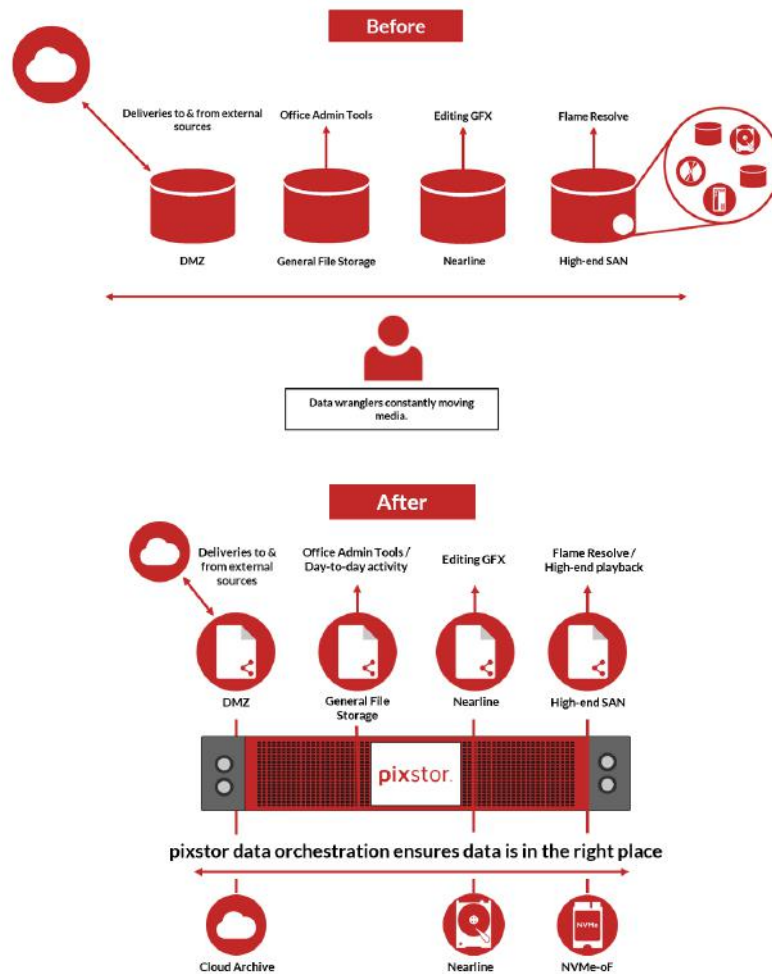 Before
Deliveries to & from external
sources
Office Admin Tools
Editing GFX
Flame Resolve
DMZ
General File Storage
Nearline
High-end SAN
Data wranglers constantly moving
media.
After
Deliveries to &
from external
sources
Office Admin Tools /
Day-to-day activity
Editing GFX
Flame Resolve /
High-end playback
DMZ
General File
Storage
Nearline
High-end SAN
pixstor.
pixstor data orchestration ensures data is in the right place
NVMe
Cloud Archive
Nearline
NVMe-oF